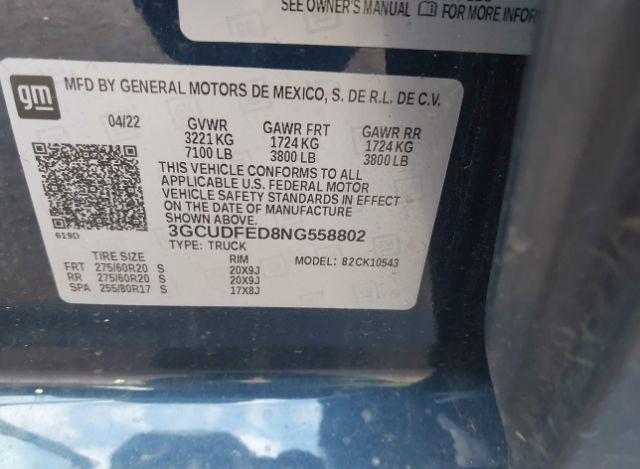 SEE OWNER'S MANUAL FOR MORE INFOR
gm
MFD BY GENERAL MOTORS DE MEXICO, S. DE R.L. DE C.V.
04/22 GVWR GAWR FRT GAWR RR
3221 KG 1724 KG 1724 KG
7100 LB 3800 LB 3800 LB
THIS VEHICLE CONFORMS TO ALL
APPLICABLE U.S. FEDERAL MOTOR
VEHICLE SAFETY STANDARDS IN EFFECT
ON THE DATE OF MANUFACTURE
SHOWN ABOVE.
619D 3GCUDFED8NG558802
TYPE: TRUCK
TIRE SIZE RIM MODEL: 82CK10543
FRT 275/60R20 S 20X9J
RR 275/60R20 S 20X9J
SPA 255/80R17 S 17X8J